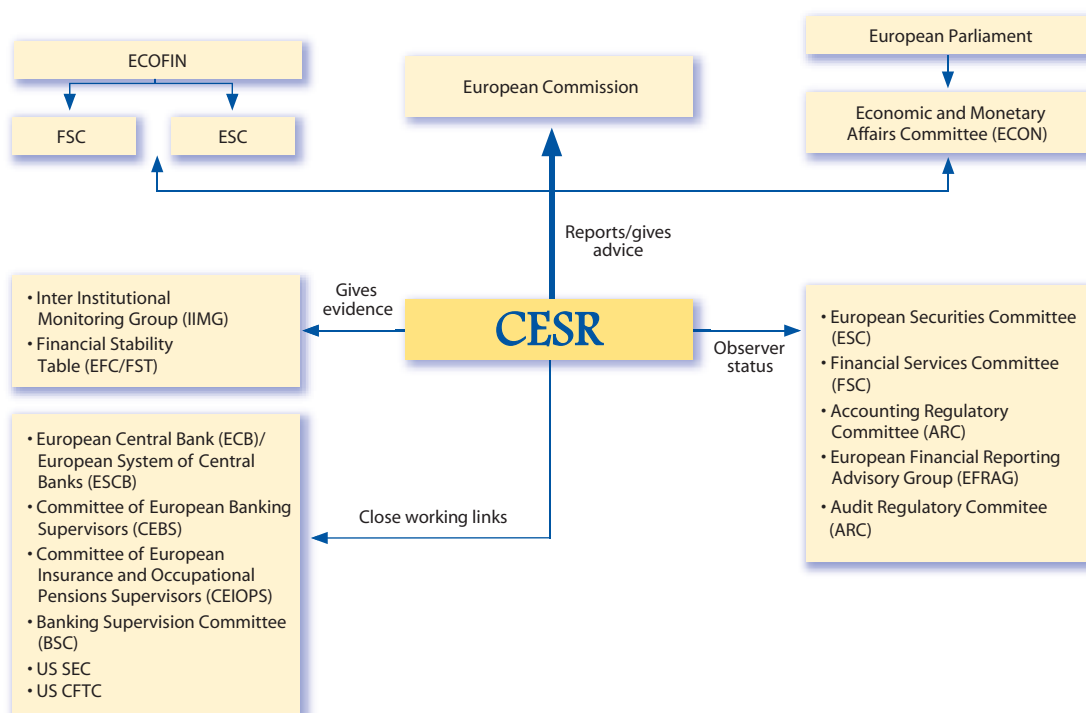 ECOFIN
FSC
ESC
European Commission
European Parliament
Economic and Monetary
Affairs Committee (ECON)
Reports/gives
advice
Gives
evidence
CESR
Observer
status
• Inter Institutional
Monitoring Group (IIMG)
• Financial Stability
Table (EFC/FST)
• European Securities Committee
(ESC)
• Financial Services Committee
(FSC)
• Accounting Regulatory
Committee (ARC)
• European Financial Reporting
Advisory Group (EFRAG)
• Audit Regulatory Commitee
(ARC)
Close working links
• European Central Bank (ECB)/
European System of Central
Banks (ESCB)
• Committee of European Banking
Supervisors (CEBS)
• Committee of European
Insurance and Occupational
Pensions Supervisors (CEIOPS)
• Banking Supervision Committee
(BSC)
• US SEC
• US CFTC